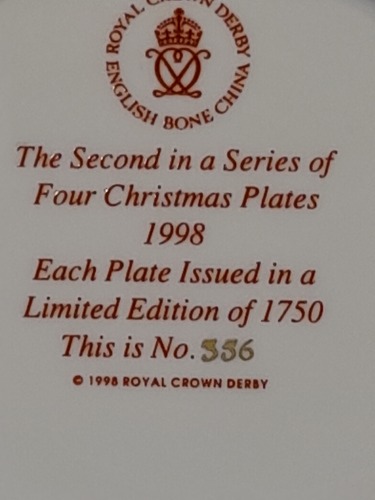 ROYAL CROWN DERBY
ENGLISH BONE CHINA
The Second in a Series of
Four Christmas Plates
1998
Each Plate Issued in a
Limited Edition of 1750
This is No. 336
© 1998 ROYAL CROWN DERBY